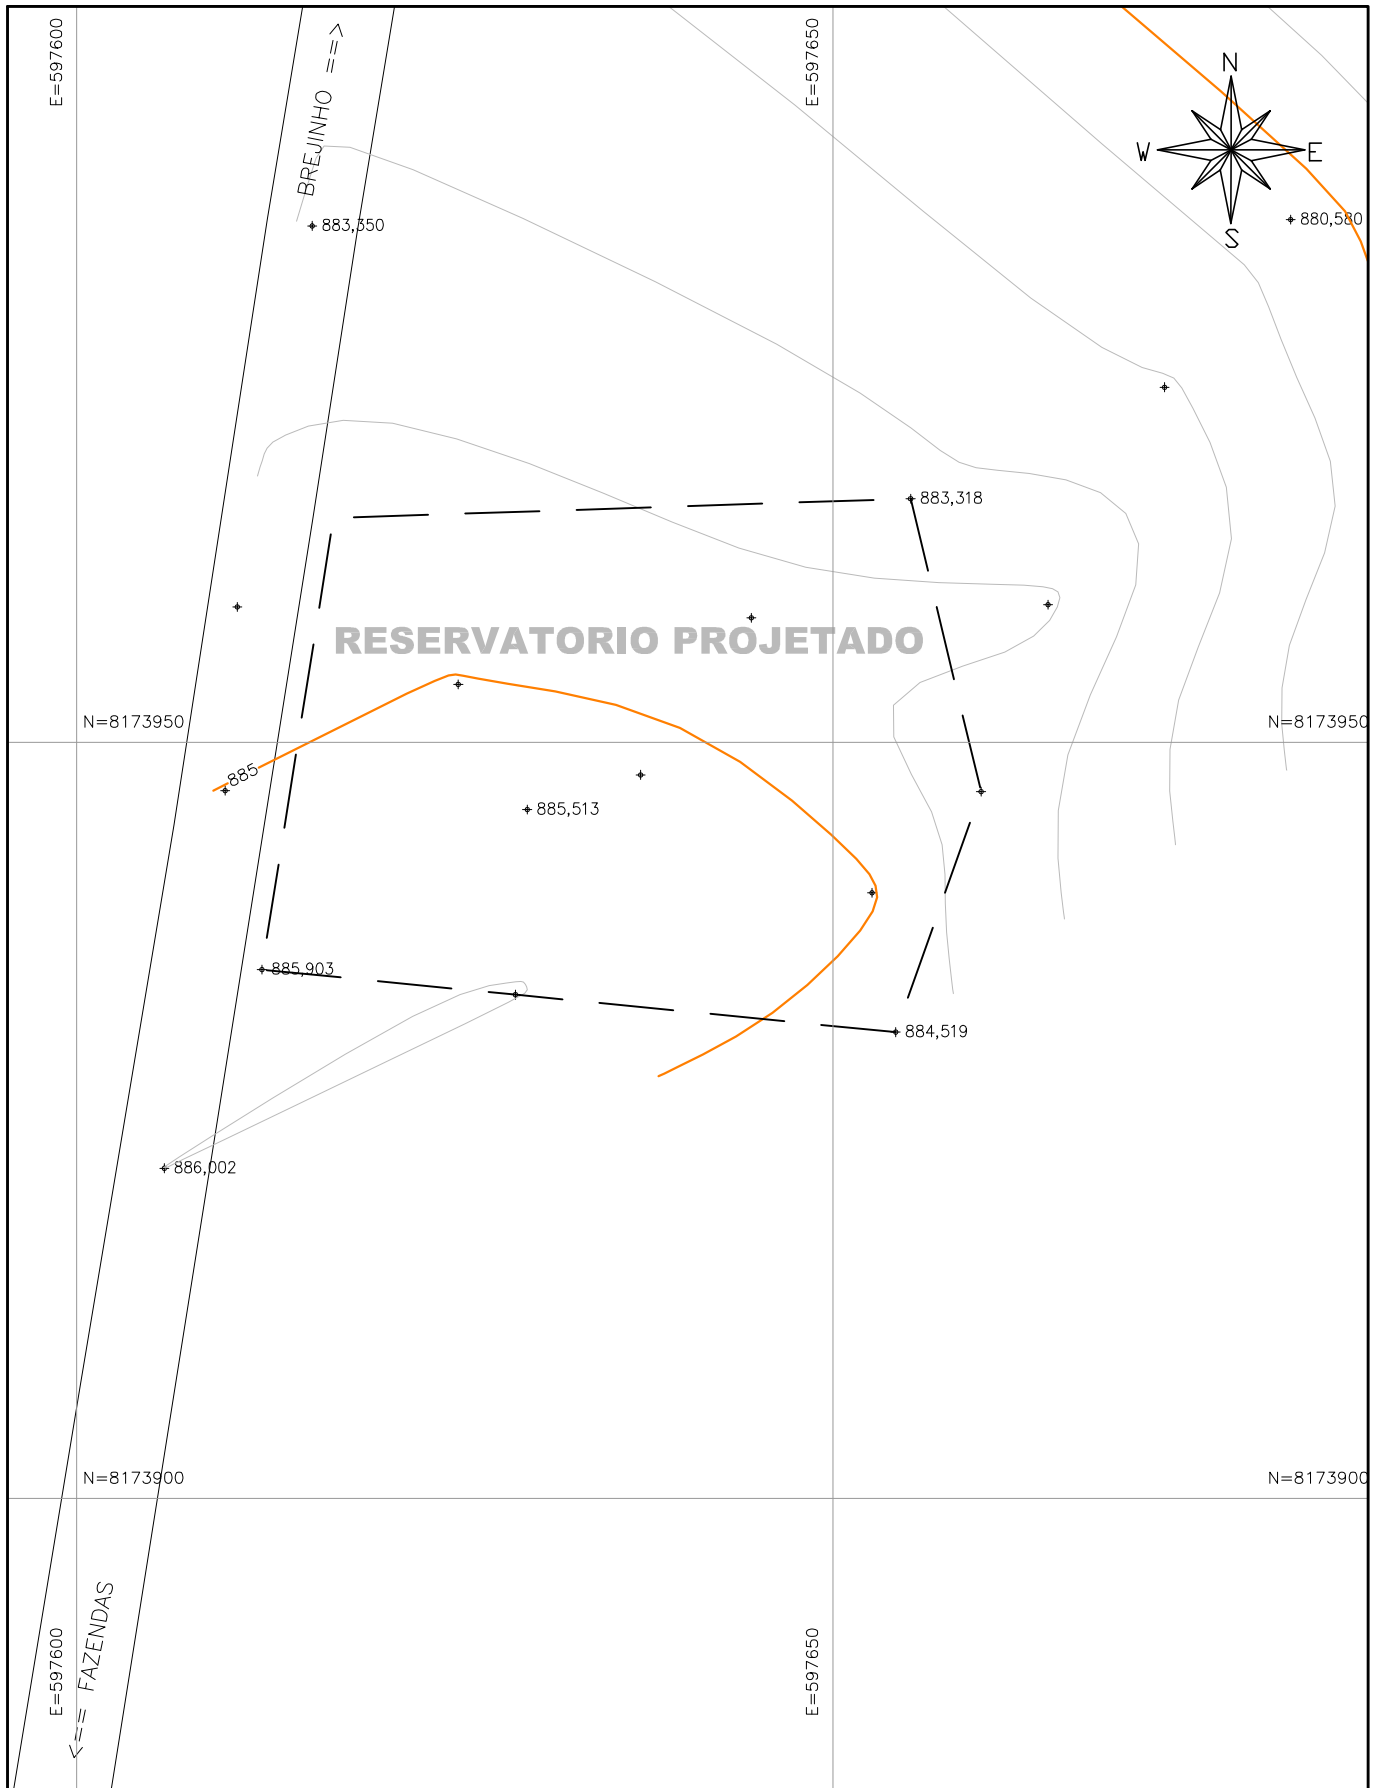 E=597600
BREJINHO ==>
E=597650
N
W
E
S
883,350
880,580
883,318
RESERVATORIO PROJETADO
N=8173950
N=8173950
885
885,513
885,903
884,519
886,002
N=8173900
N=8173900
E=597600
<== FAZENDAS
E=597650